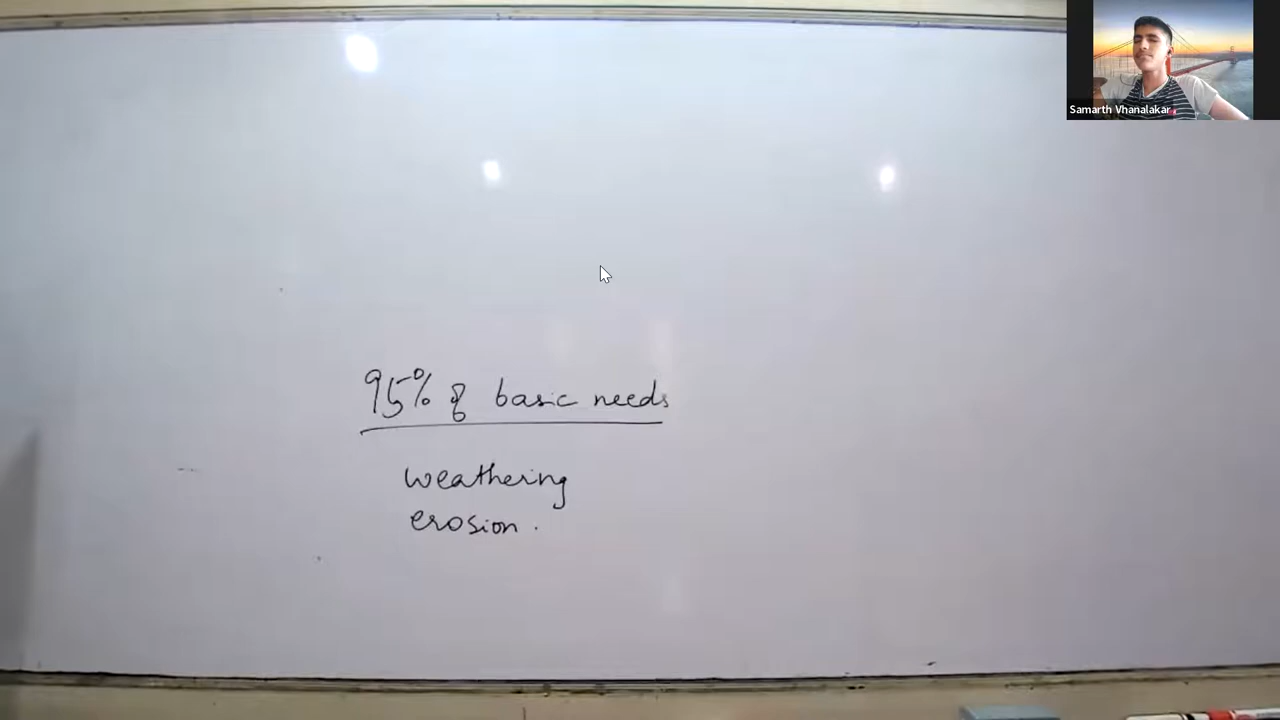 Samarth Vhanalakar
95% of basic needs
weathering
erosion.